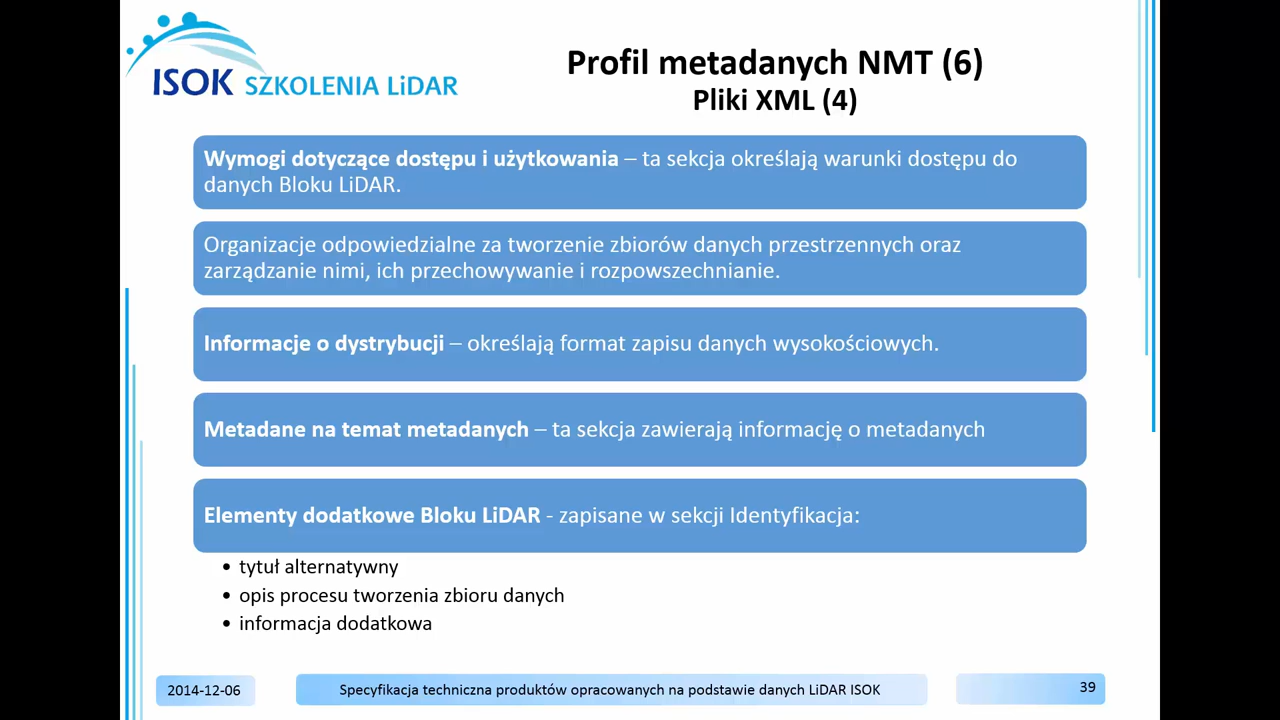 ISOK SZKOLENIA LiDAR
Profil metadanych NMT (6)
Pliki XML (4)
Wymogi dotyczące dostępu i użytkowania – ta sekcja określają warunki dostępu do
danych Bloku LiDAR.
Organizacje odpowiedzialne za tworzenie zbiorów danych przestrzennych oraz
zarządzanie nimi, ich przechowywanie i rozpowszechnianie.
Informacje o dystrybucji – określają format zapisu danych wysokościowych.
Metadane na temat metadanych – ta sekcja zawierają informację o metadanych
Elementy dodatkowe Bloku LiDAR - zapisane w sekcji Identyfikacja:
• tytuł alternatywny
• opis procesu tworzenia zbioru danych
• informacja dodatkowa
2014-12-06
Specyfikacja techniczna produktów opracowanych na podstawie danych LiDAR ISOK
39